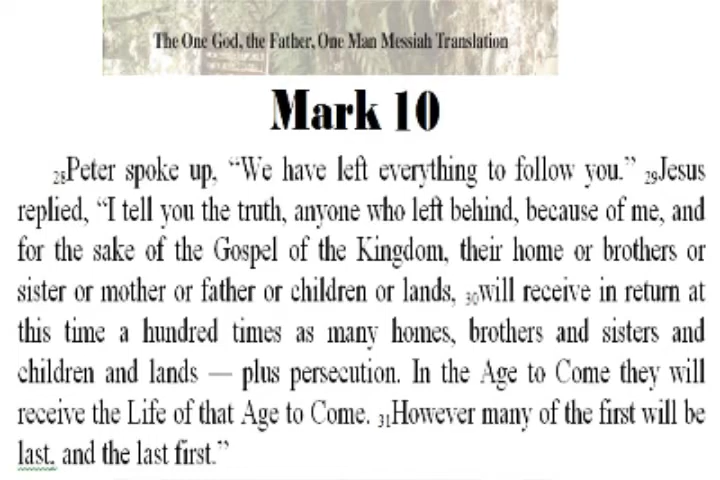 The One God, the Father, One Man Messiah Translation
Mark 10
28Peter spoke up, “We have left everything to follow you.” 29Jesus
replied, “I tell you the truth, anyone who left behind, because of me, and
for the sake of the Gospel of the Kingdom, their home or brothers or
sister or mother or father or children or lands, 30will receive in return at
this time a hundred times as many homes, brothers and sisters and
children and lands — plus persecution. In the Age to Come they will
receive the Life of that Age to Come. 31However many of the first will be
last, and the last first.”